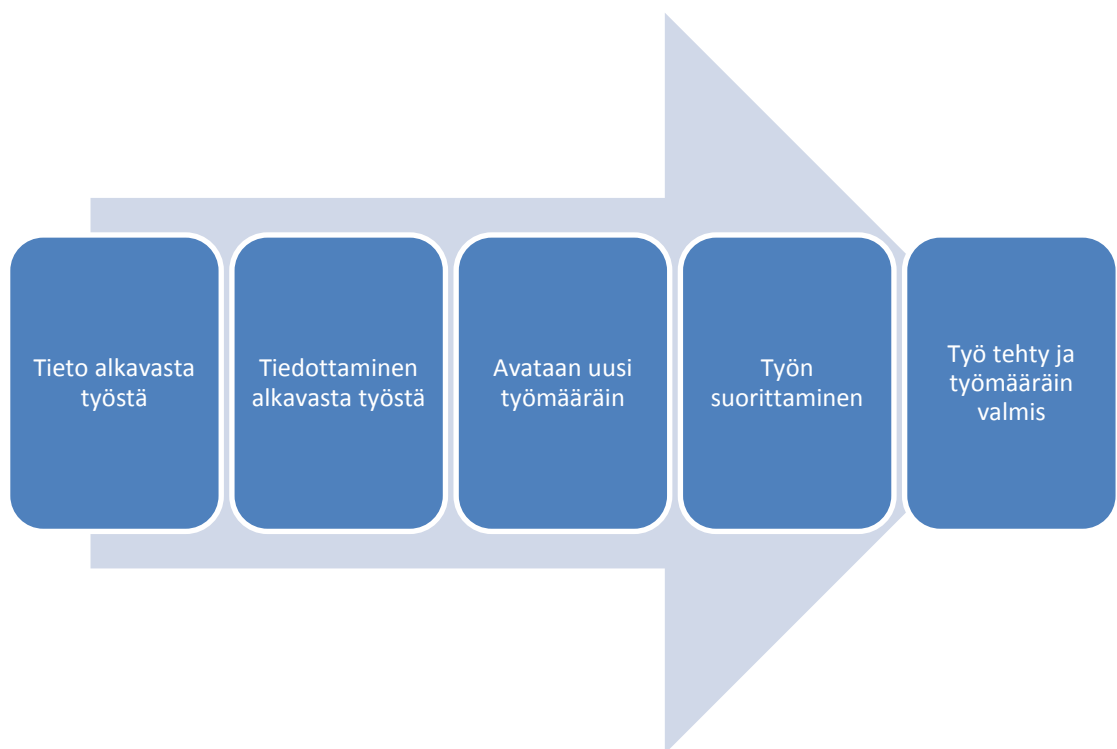 Tieto alkavasta
työstä
Tiedottaminen
alkavasta työstä
Avataan uusi
työmääräin
Työn
suorittaminen
Työ tehty ja
työmääräin
valmis